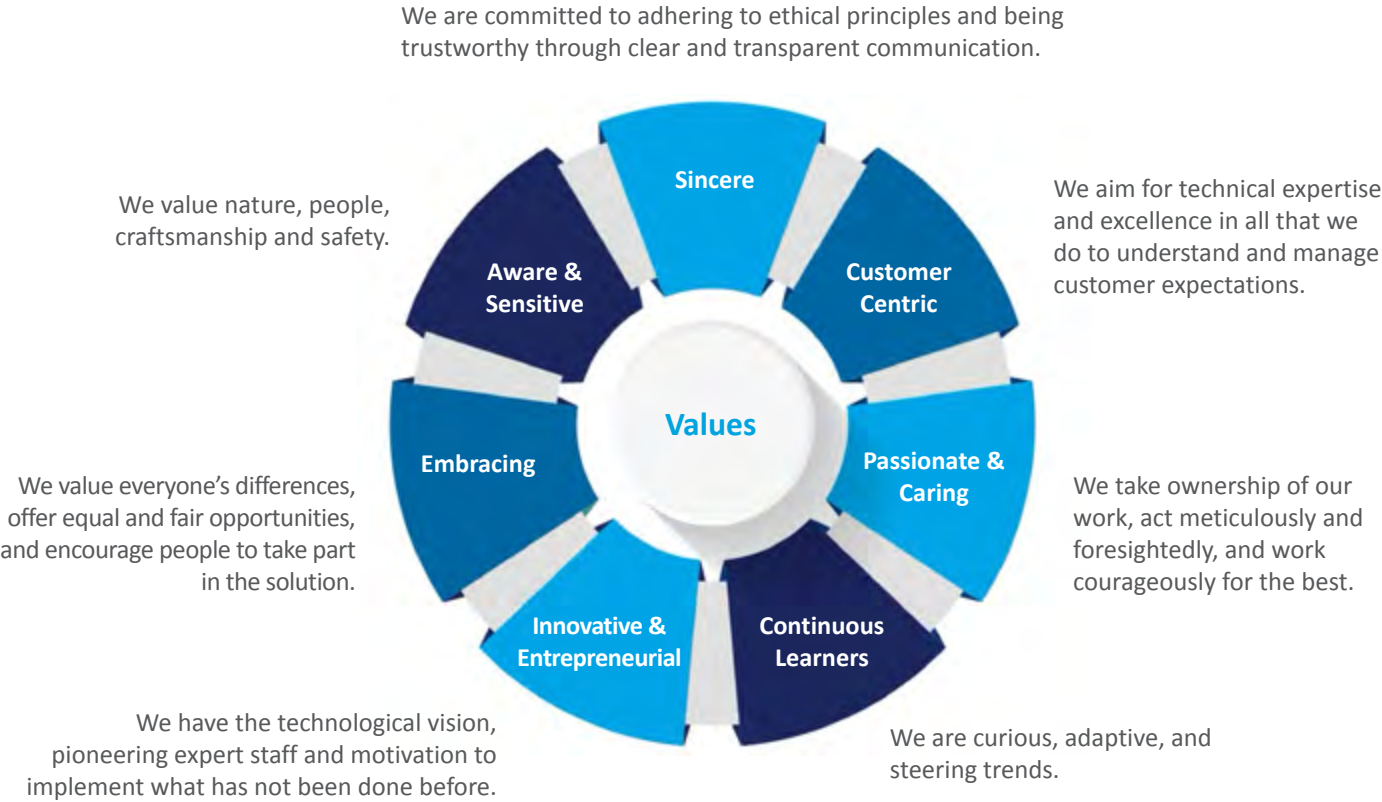 We are committed to adhering to ethical principles and being
trustworthy through clear and transparent communication.
Sincere
We aim for technical expertise
and excellence in all that we
do to understand and manage
customer expectations.
Customer
Centric
Passionate &
Caring
We take ownership of our
work, act meticulously and
foresightedly, and work
courageously for the best.
Continuous
Learners
We are curious, adaptive, and
steering trends.
Innovative &
Entrepreneurial
We have the technological vision,
pioneering expert staff and motivation to
implement what has not been done before.
Embracing
We value everyone’s differences,
offer equal and fair opportunities,
and encourage people to take part
in the solution.
Aware &
Sensitive
We value nature, people,
craftsmanship and safety.
Values